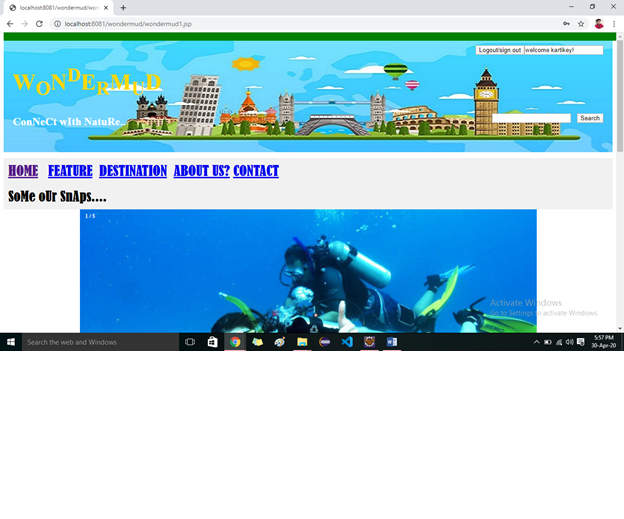 localhost:8081/wondermud/won
localhost:8081/wondermud/wondermud1.jsp
Logout/sign out welcome kartikey!
WONDERMUD
ConNeCt wIth NatuRe..
Search
HOME FEATURE DESTINATION ABOUT US? CONTACT
SoMe oUr SnAps....
1 / 5
Activate Windows
Go to Settings to activate Windows.
Search the web and Windows
5:57 PM
30-Apr-20